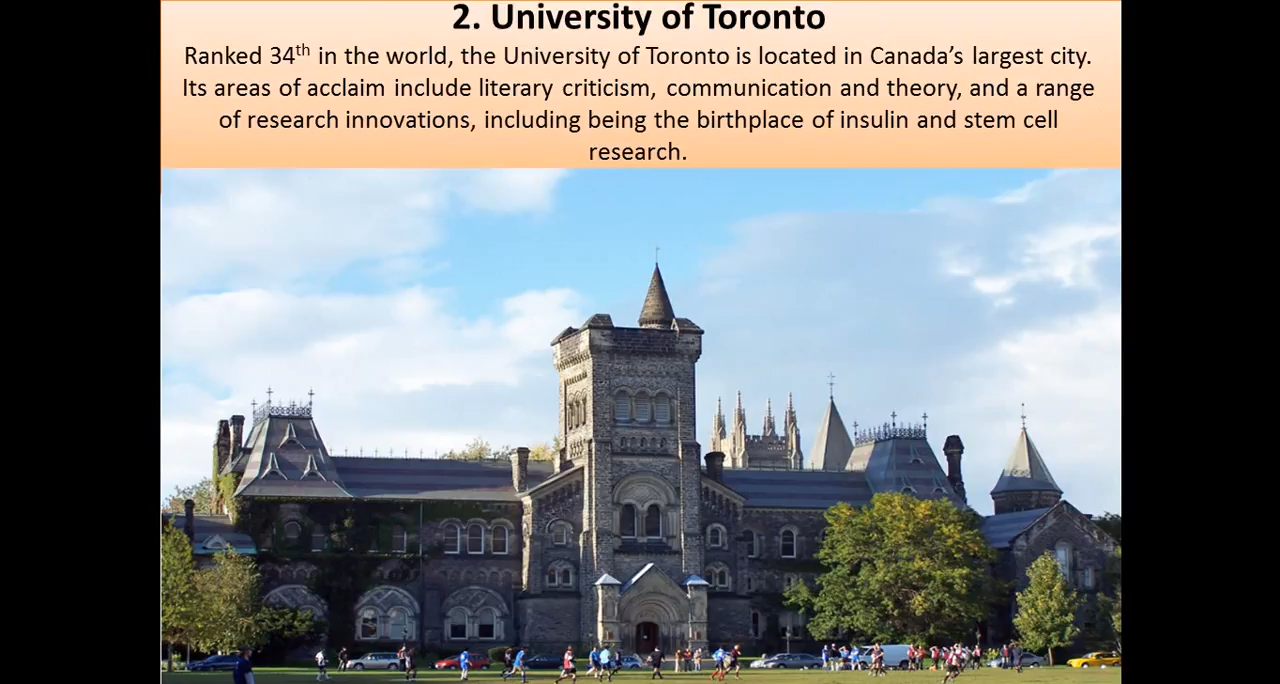 2. University of Toronto
Ranked 34th in the world, the University of Toronto is located in Canada’s largest city.
Its areas of acclaim include literary criticism, communication and theory, and a range
of research innovations, including being the birthplace of insulin and stem cell
research.